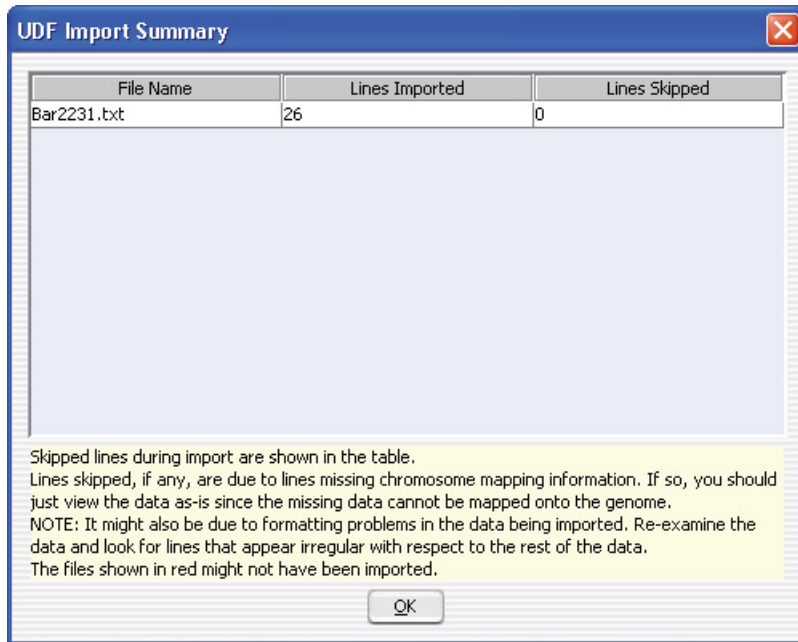 UDF Import Summary
File Name Lines Imported Lines Skipped
Bar2231.txt 26 0
Skipped lines during import are shown in the table.
Lines skipped, if any, are due to lines missing chromosome mapping information. If so, you should
just view the data as-is since the missing data cannot be mapped onto the genome.
NOTE: It might also be due to formatting problems in the data being imported. Re-examine the
data and look for lines that appear irregular with respect to the rest of the data.
The files shown in red might not have been imported.
OK